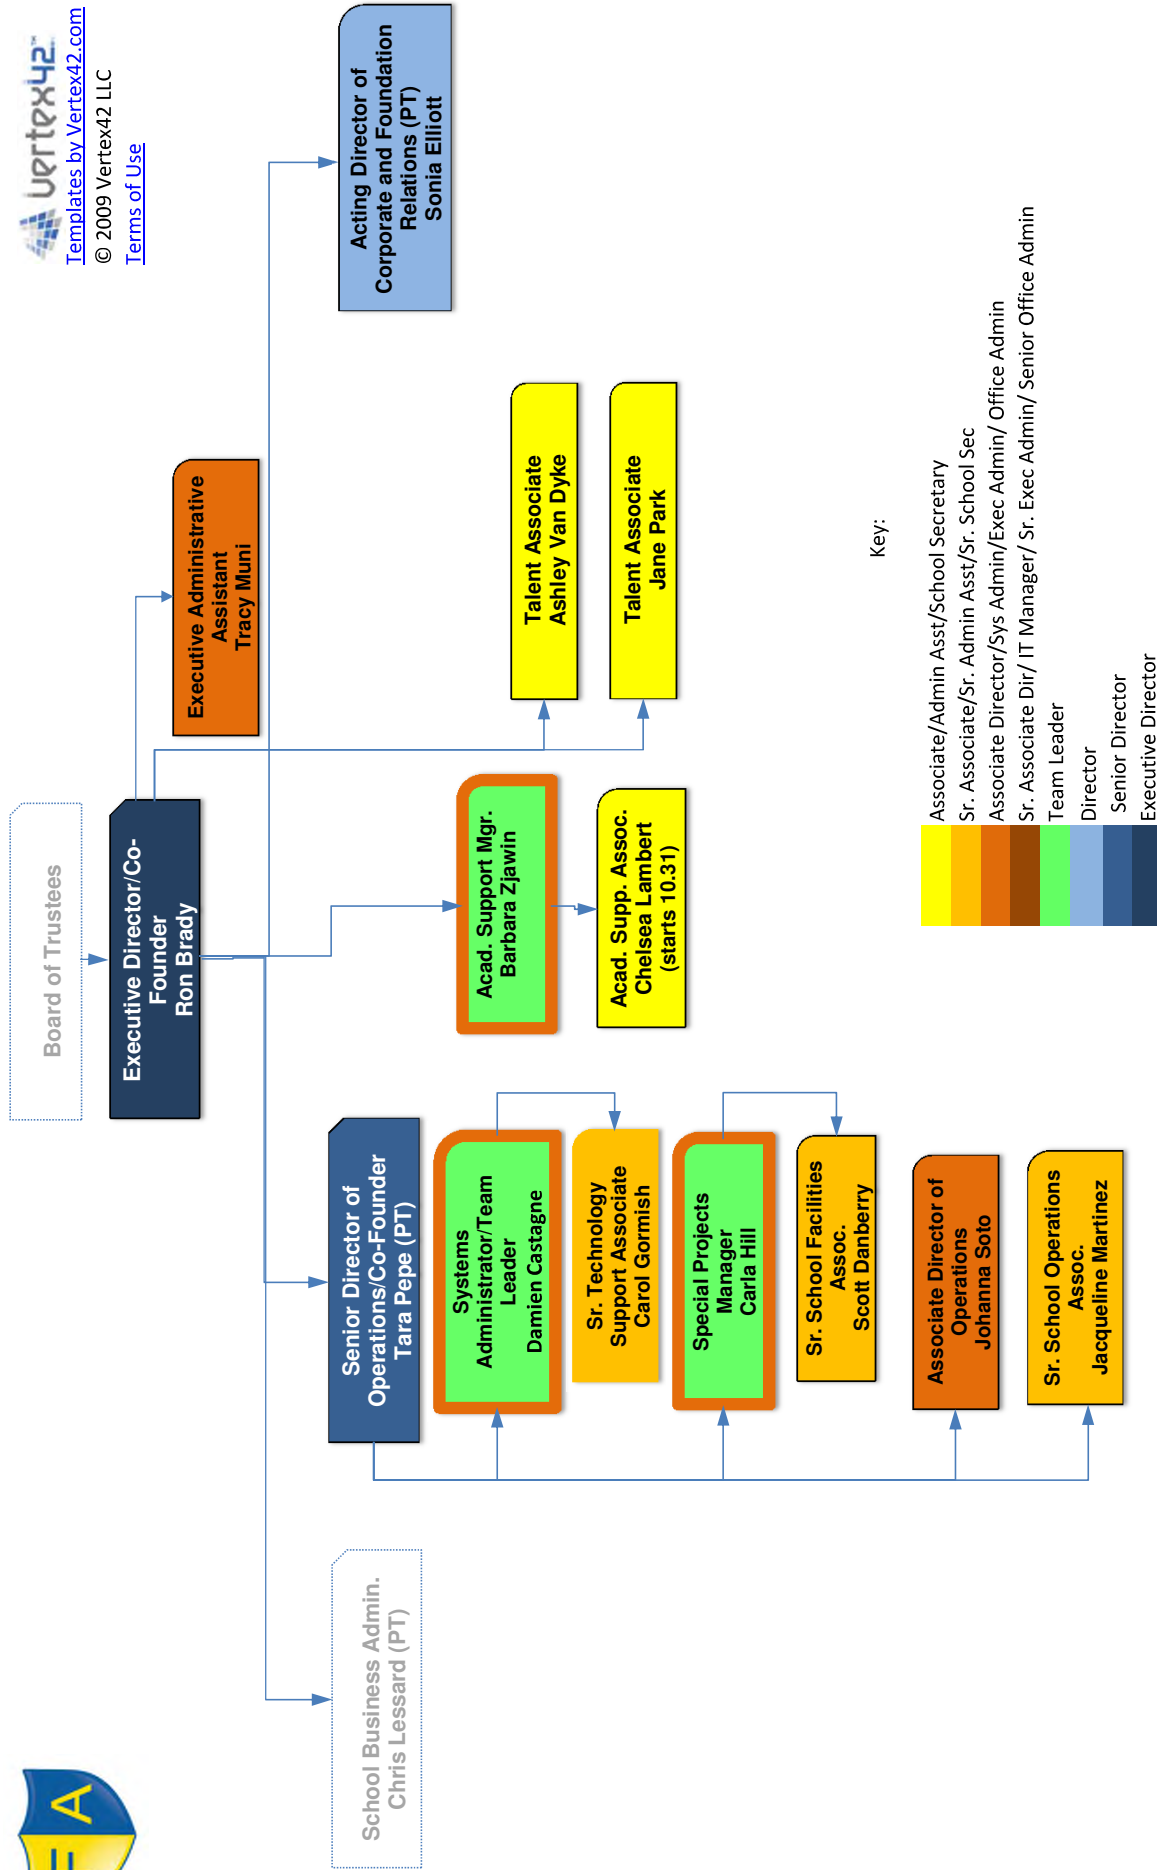 EA
vertex42™
Templates by Vertex42.com
© 2009 Vertex42 LLC
Terms of Use
Board of Trustees
Executive Director/Co-
Founder
Ron Brady
Executive Administrative
Assistant
Tracy Muni
School Business Admin.
Chris Lessard (PT)
Senior Director of
Operations/Co-Founder
Tara Pepe (PT)
Acting Director of
Corporate and Foundation
Relations (PT)
Sonia Elliott
Systems
Administrator/Team
Leader
Damien Castagne
Sr. Technology
Support Associate
Carol Gormish
Special Projects
Manager
Carla Hill
Sr. School Facilities
Assoc.
Scott Danberry
Associate Director of
Operations
Johanna Soto
Sr. School Operations
Assoc.
Jacqueline Martinez
Acad. Support Mgr.
Barbara Zjawin
Acad. Supp. Assoc.
Chelsea Lambert
(starts 10.31)
Talent Associate
Ashley Van Dyke
Talent Associate
Jane Park
Key:
Associate/Admin Asst/School Secretary
Sr. Associate/Sr. Admin Asst/Sr. School Sec
Associate Director/Sys Admin/Exec Admin/ Office Admin
Sr. Associate Dir/ IT Manager/ Sr. Exec Admin/ Senior Office Admin
Team Leader
Director
Senior Director
Executive Director